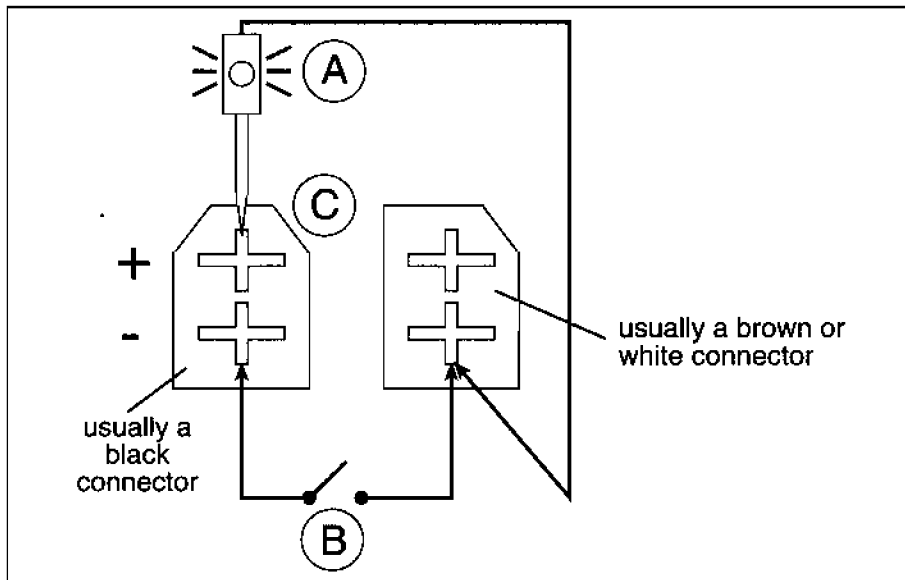 A
C
+
-
usually a brown or
white connector
usually a
black
connector
B